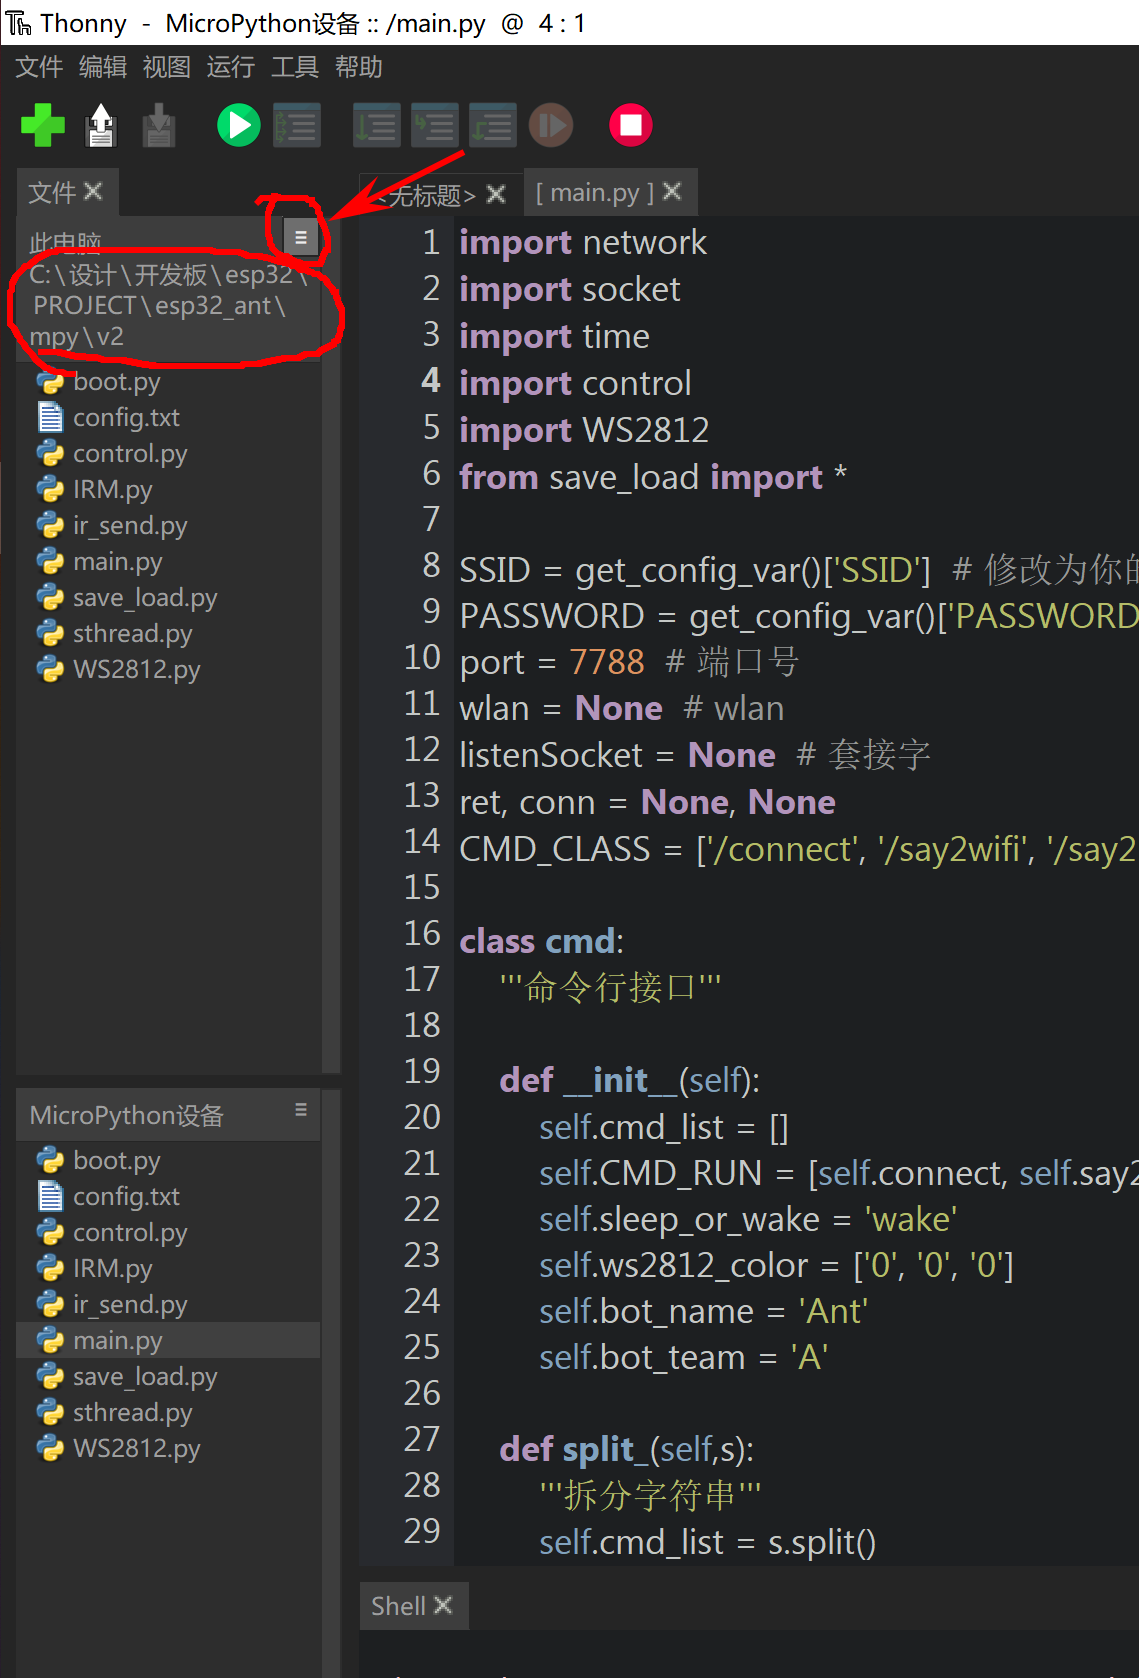 Thonny - MicroPython设备 :: /main.py @ 4 : 1
文件 编辑 视图 运行 工具 帮助
文件
此电脑
C:\设计\开发板\esp32\
PROJECT\esp32_ant\
mpy\v2
boot.py
config.txt
control.py
IRM.py
ir_send.py
main.py
save_load.py
sthread.py
WS2812.py
MicroPython设备
boot.py
config.txt
control.py
IRM.py
ir_send.py
main.py
save_load.py
sthread.py
WS2812.py
<无标题> [ main.py ]
1 import network
2 import socket
3 import time
4 import control
5 import WS2812
6 from save_load import *
7
8 SSID = get_config_var()['SSID'] # 修改为你的
9 PASSWORD = get_config_var()['PASSWORD
10 port = 7788 # 端口号
11 wlan = None # wlan
12 listenSocket = None # 套接字
13 ret, conn = None, None
14 CMD_CLASS = ['/connect', '/say2wifi', '/say2
15
16 class cmd:
17 '''命令行接口'''
18
19 def __init__(self):
20 self.cmd_list = []
21 self.CMD_RUN = [self.connect, self.say2
22 self.sleep_or_wake = 'wake'
23 self.ws2812_color = ['0', '0', '0']
24 self.bot_name = 'Ant'
25 self.bot_team = 'A'
26
27 def split_(self,s):
28 '''拆分字符串'''
29 self.cmd_list = s.split()
Shell